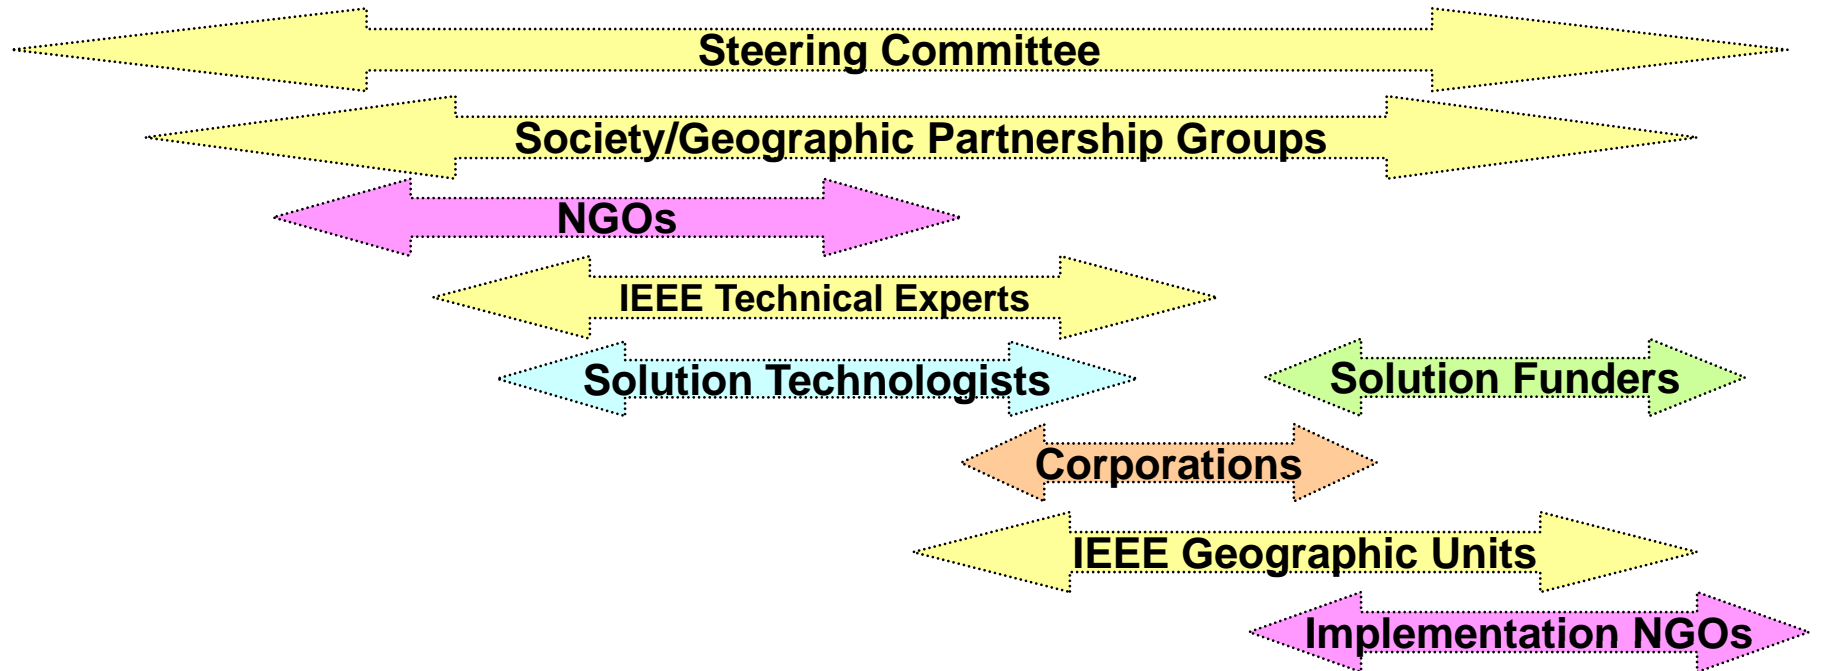 Steering Committee
Society/Geographic Partnership Groups
NGOs
IEEE Technical Experts
Solution Technologists
Solution Funders
Corporations
IEEE Geographic Units
Implementation NGOs